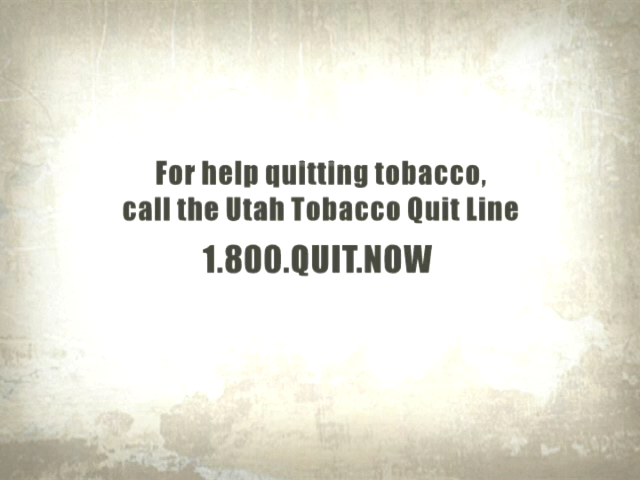 For help quitting tobacco,
call the Utah Tobacco Quit Line
1.800.QUIT.NOW